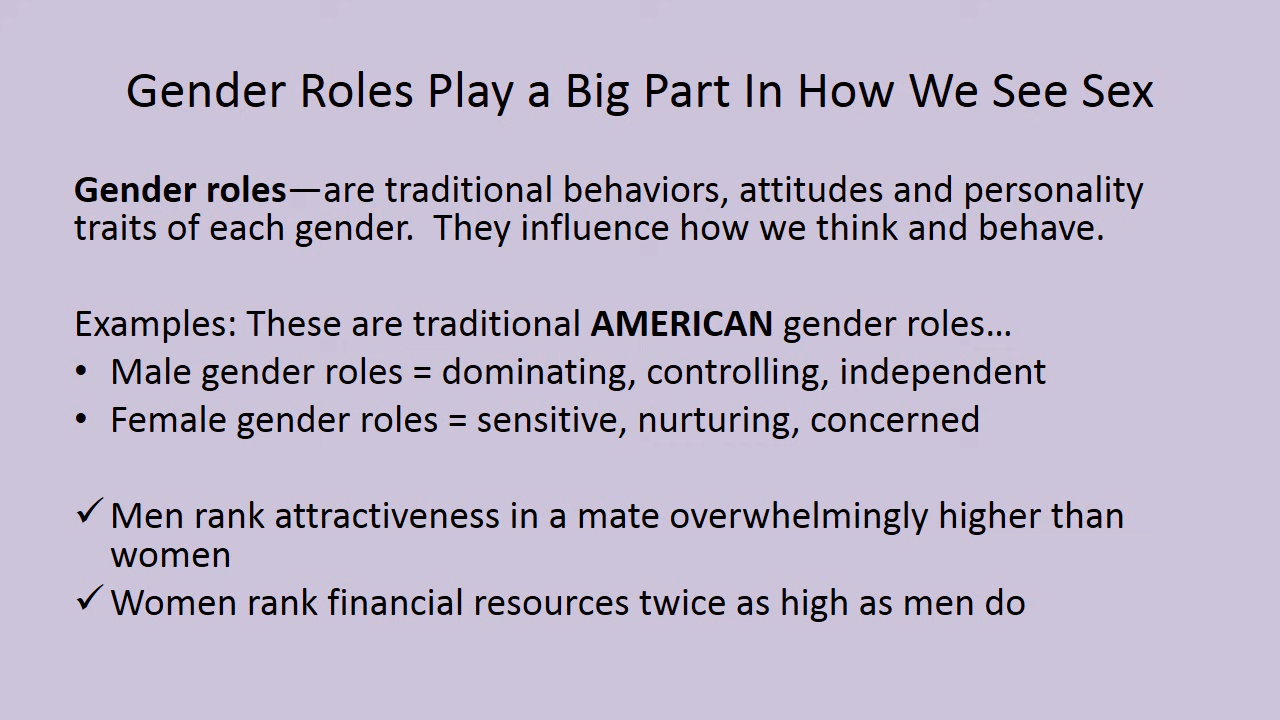 Gender Roles Play a Big Part In How We See Sex
Gender roles—are traditional behaviors, attitudes and personality
traits of each gender.  They influence how we think and behave.
Examples: These are traditional AMERICAN gender roles…
• Male gender roles = dominating, controlling, independent
• Female gender roles = sensitive, nurturing, concerned
✓ Men rank attractiveness in a mate overwhelmingly higher than
women
✓ Women rank financial resources twice as high as men do